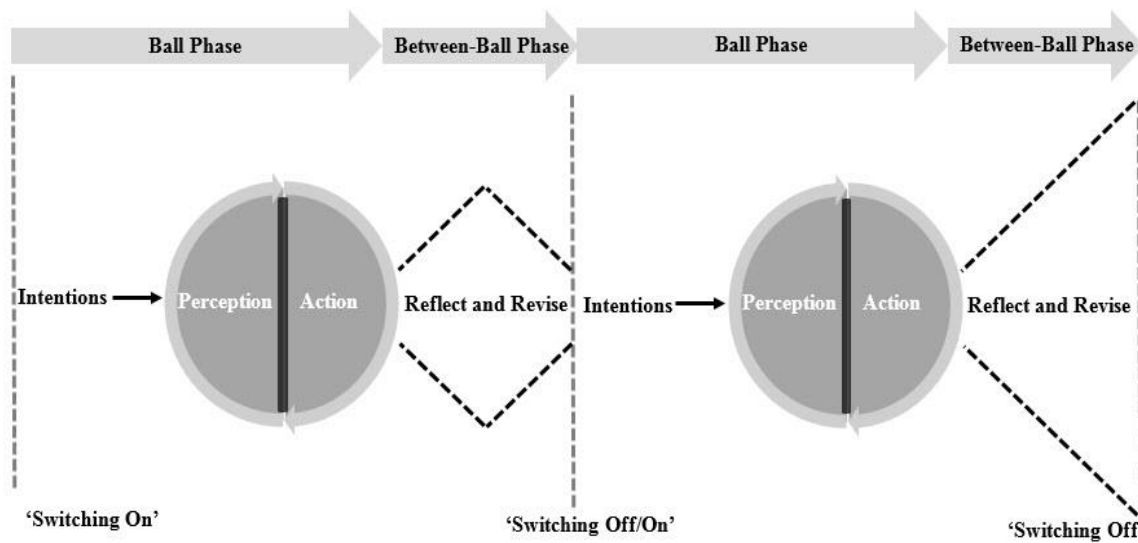 Ball Phase
Between-Ball Phase
Ball Phase
Between-Ball Phase
Intentions
Perception
Action
Reflect and Revise
Intentions
Perception
Action
Reflect and Revise
‘Switching On’
‘Switching Off/On’
‘Switching Off